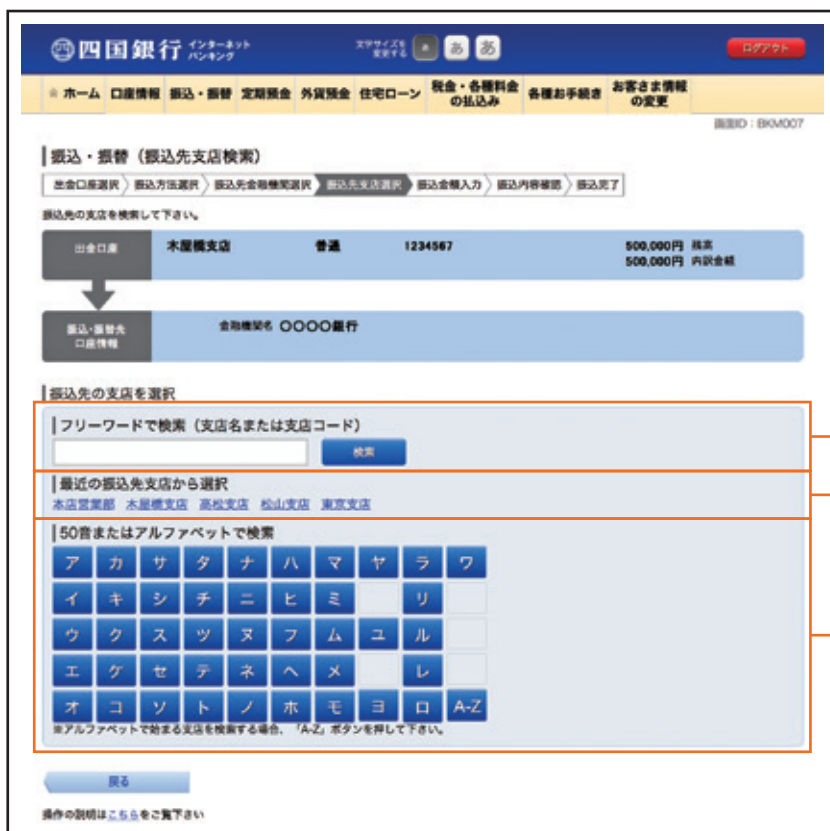 四国銀行 インターネットバンキング 文字サイズを変更する あ あ ログアウト
ホーム 口座情報 振込・振替 定期預金 外貨預金 住宅ローン 税金・各種料金の払込み 各種お手続き お客さま情報の変更
画面ID：BKM007
振込・振替（振込先支店検索）
出金口座選択 振込方法選択 振込先金融機関選択 振込先支店選択 振込金額入力 振込内容確認 振込完了
振込先の支店を検索して下さい。
出金口座 木屋橋支店 普通 1234567 500,000円 残高
500,000円 内訳金額
振込・振替先口座情報 金融機関名 〇〇〇〇銀行
振込先の支店を選択
フリーワードで検索（支店名または支店コード）
検索
最近の振込先支店から選択
本店営業部 木屋橋支店 高松支店 松山支店 東京支店
50音またはアルファベットで検索
ア カ サ タ ナ ハ マ ヤ ラ ワ
イ キ シ チ ニ ヒ ミ リ
ウ ク ス ツ ヌ フ ム ユ ル
エ ケ セ テ ネ ヘ メ レ
オ コ ソ ト ノ ホ モ ヨ ロ A-Z
※アルファベットで始まる支店を検索する場合、「A-Z」ボタンを押して下さい。
戻る
操作の説明はこちらをご覧下さい